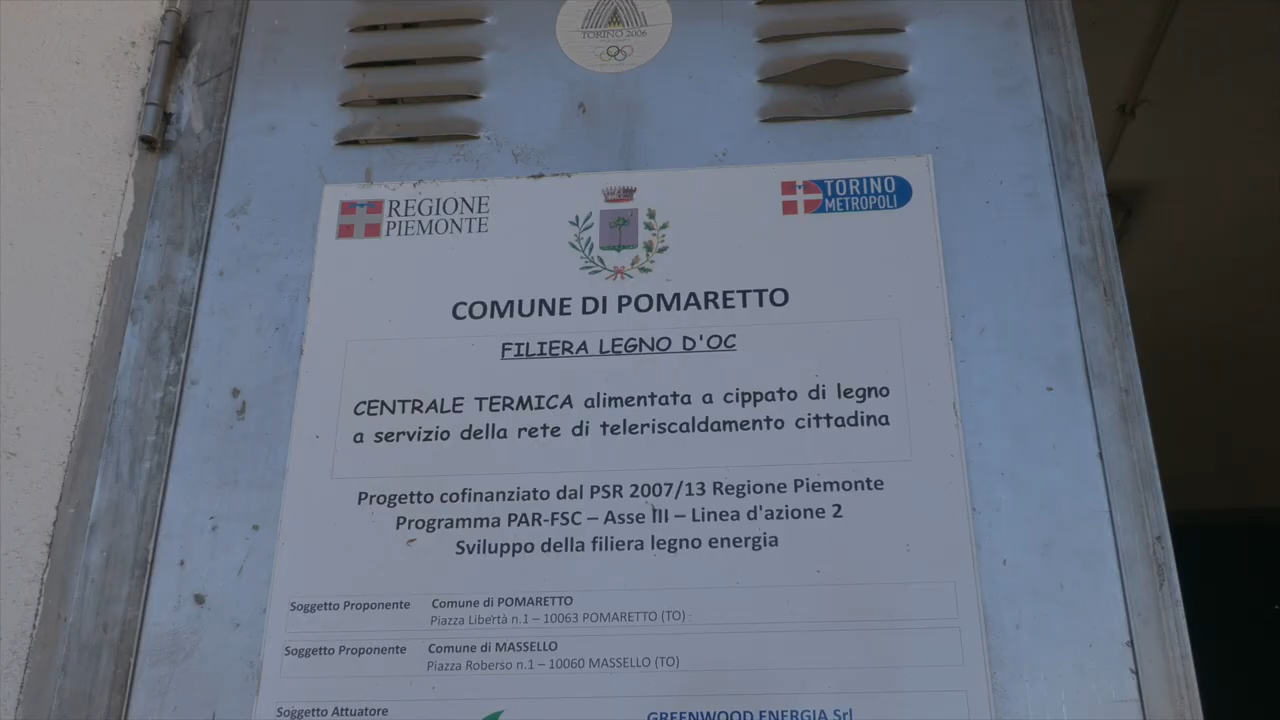 TORINO 2006
REGIONE
PIEMONTE
TORINO
METROPOLI
COMUNE DI POMARETTO
FILIERA LEGNO D'OC
CENTRALE TERMICA alimentata a cippato di legno
a servizio della rete di teleriscaldamento cittadina
Progetto cofinanziato dal PSR 2007/13 Regione Piemonte
Programma PAR-FSC – Asse III – Linea d'azione 2
Sviluppo della filiera legno energia
Soggetto Proponente Comune di POMARETTO
Piazza Libertà n.1 – 10063 POMARETTO (TO)
Soggetto Proponente Comune di MASSELLO
Piazza Roberso n.1 – 10060 MASSELLO (TO)
Soggetto Attuatore GREENWOOD ENERGIA Srl